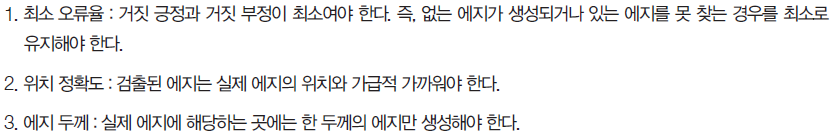 1. 최소 오류율 : 거짓 긍정과 거짓 부정이 최소여야 한다. 즉, 없는 에지가 생성되거나 있는 에지를 못 찾는 경우를 최소로
유지해야 한다.
2. 위치 정확도 : 검출된 에지는 실제 에지의 위치와 가급적 가까워야 한다.
3. 에지 두께 : 실제 에지에 해당하는 곳에는 한 두께의 에지만 생성해야 한다.